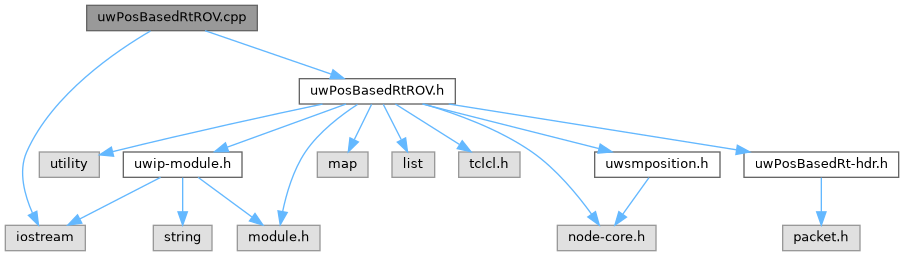 uwPosBasedRtROV.cpp
uwPosBasedRtROV.h
utility
uwip-module.h
map
list
tclcl.h
uwsmposition.h
uwPosBasedRt-hdr.h
iostream
string
module.h
node-core.h
packet.h